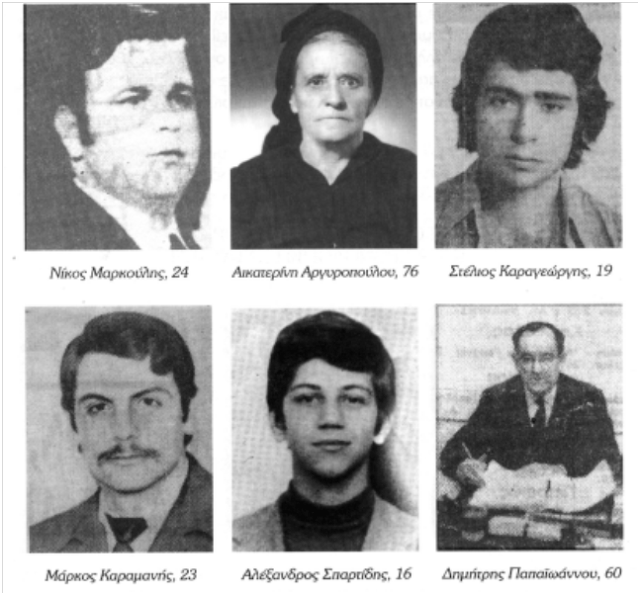 Νίκος Μαρκούλης, 24
Αικατερίνη Αργυροπούλου, 76
Στέλιος Καραγεώργης, 19
Μάρκος Καραμανής, 23
Αλέξανδρος Σπαρτίδης, 16
Δημήτρης Παπαϊωάννου, 60